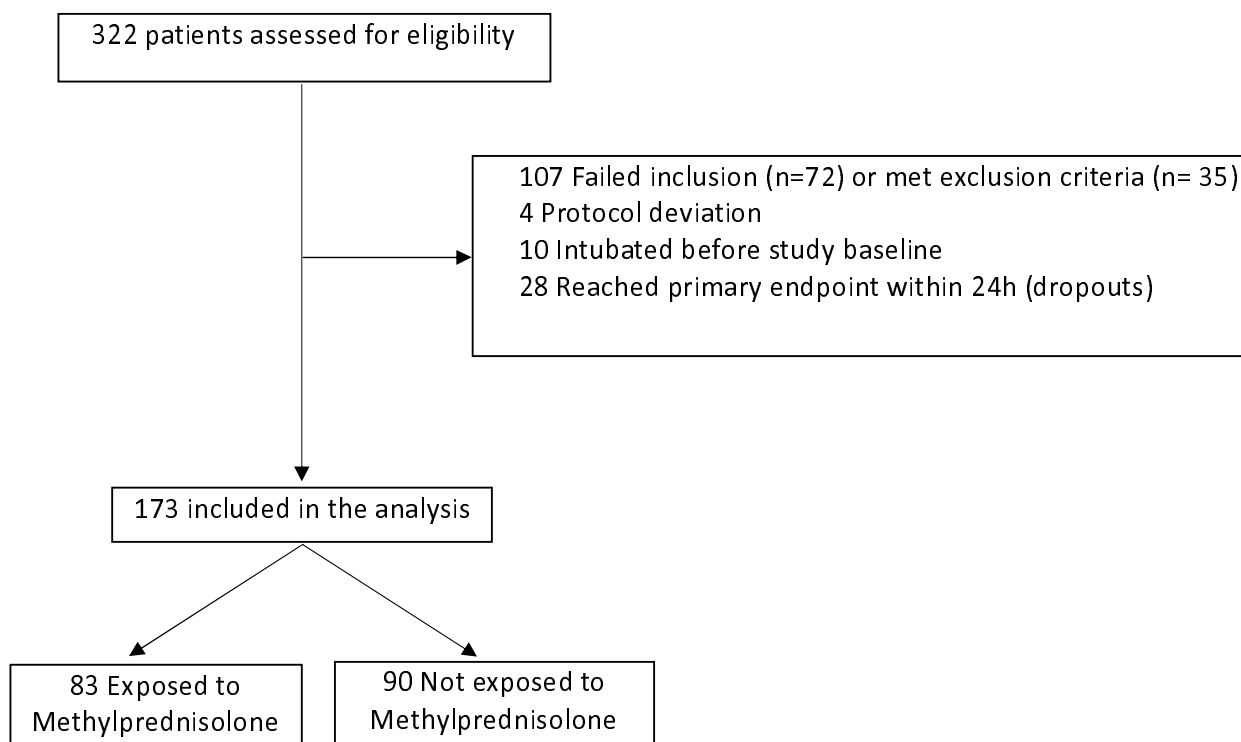 322 patients assessed for eligibility
107 Failed inclusion (n=72) or met exclusion criteria (n= 35)
4 Protocol deviation
10 Intubated before study baseline
28 Reached primary endpoint within 24h (dropouts)
173 included in the analysis
83 Exposed to
Methylprednisolone
90 Not exposed to
Methylprednisolone